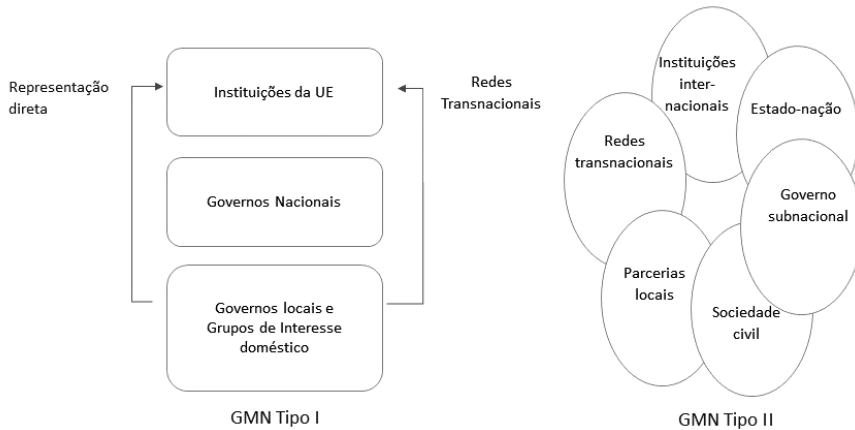 Representação
direta
Instituições da UE
Redes
Transnacionais
Governos Nacionais
Governos locais e
Grupos de Interesse
doméstico
GMN Tipo I
Instituições
inter-
nacionais
Estado-nação
Redes
transnacionais
Governo
subnacional
Parcerias
locais
Sociedade
civil
GMN Tipo II